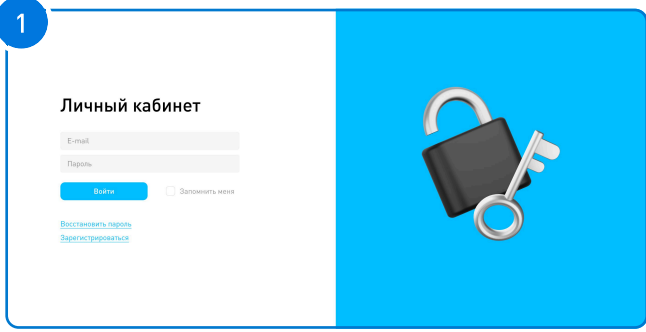 1
Личный кабинет
E-mail
Пароль
Войти Запомнить меня
Восстановить пароль
Зарегистрироваться